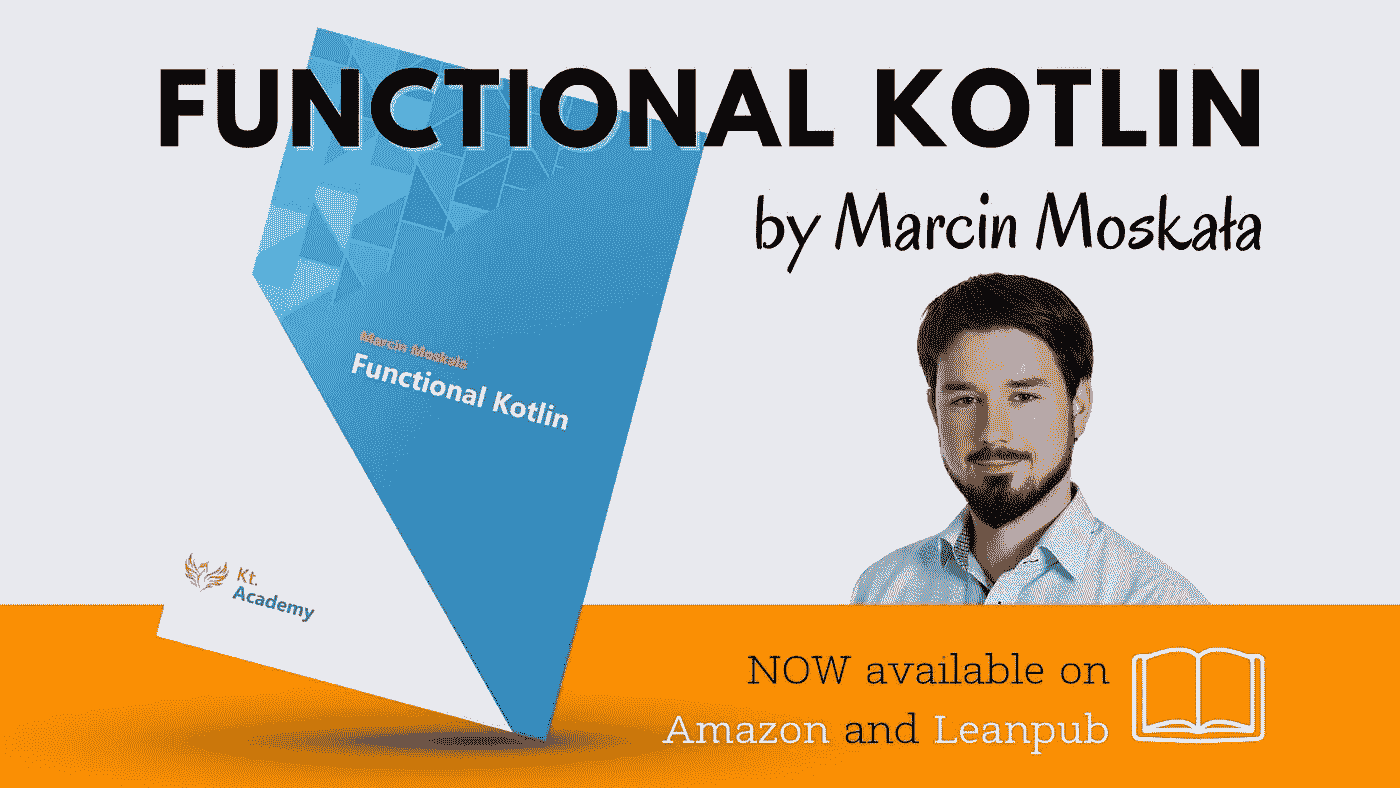 FUNCTIONAL KOTLIN
by Marcin Moskała
Marcin Moskała
Functional Kotlin
Kt.
Academy
NOW available on
Amazon and Leanpub